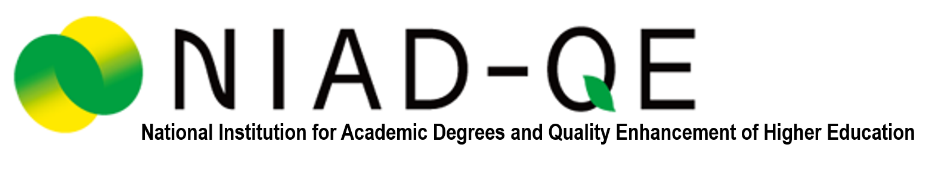 NIAD-QE
National Institution for Academic Degrees and Quality Enhancement of Higher Education